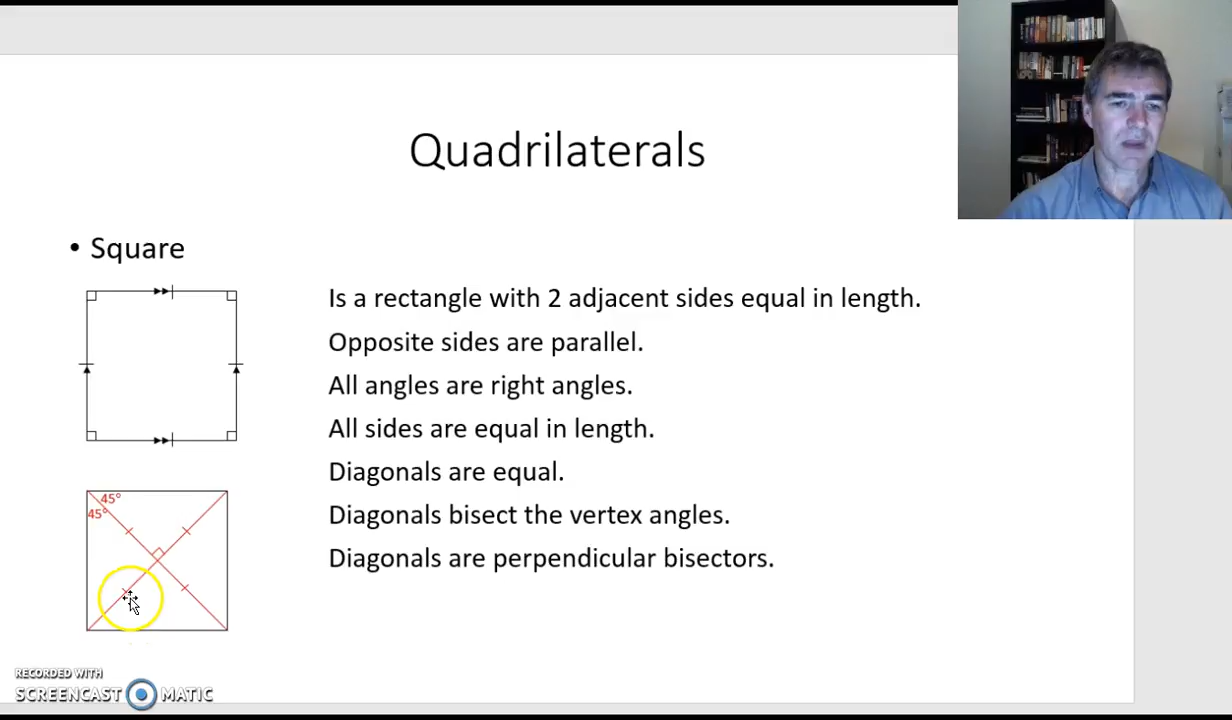 Quadrilaterals
• Square
Is a rectangle with 2 adjacent sides equal in length.
Opposite sides are parallel.
All angles are right angles.
All sides are equal in length.
Diagonals are equal.
Diagonals bisect the vertex angles.
Diagonals are perpendicular bisectors.
45°
45°
RECORDED WITH
SCREENCAST MATIC